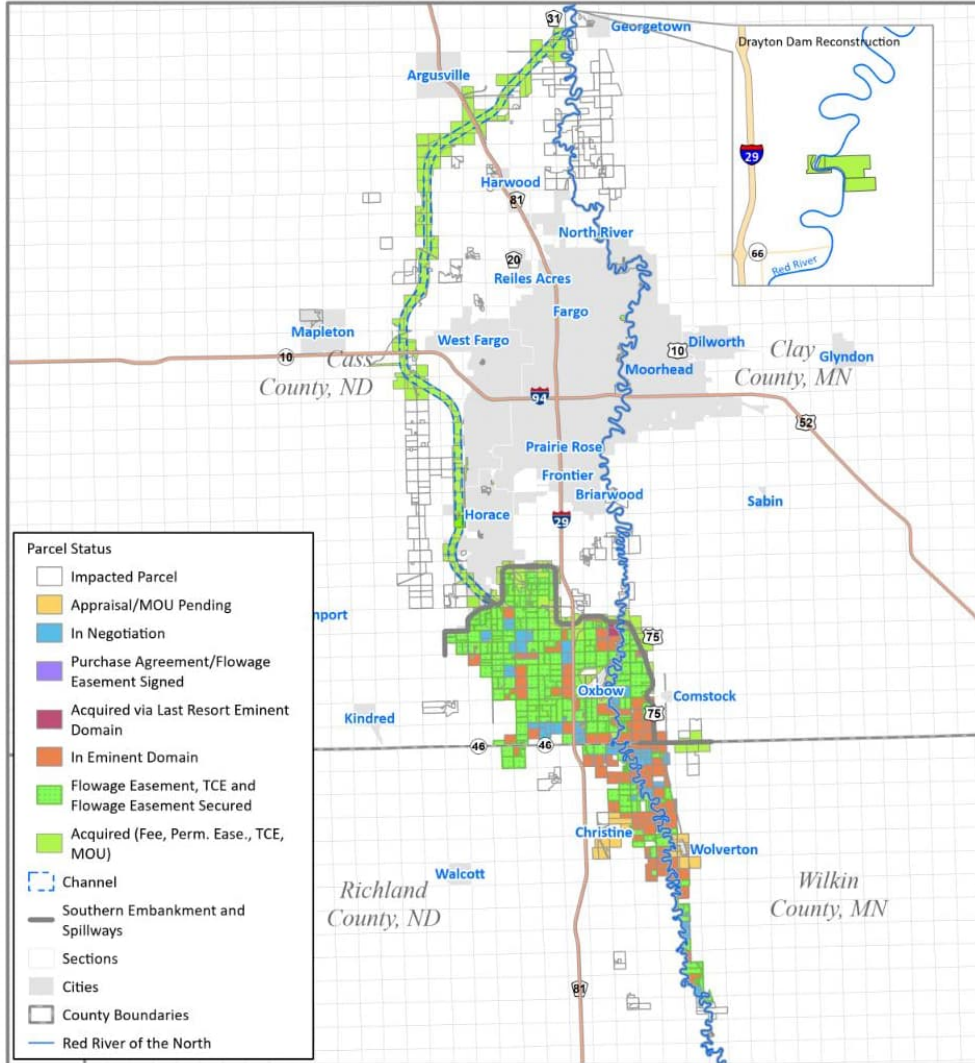 31
Georgetown
Drayton Dam Reconstruction
Argusville
29
Harwood
81
North River
66
Red River
20
Reiles Acres
Fargo
Mapleton
West Fargo
10
Dilworth
10
Cass
County, ND
Moorhead
Clay
County, MN
Glyndon
94
52
Prairie Rose
Frontier
Briarwood
Sabin
Horace
29
Parcel Status
Impacted Parcel
Appraisal/MOU Pending
In Negotiation
Purchase Agreement/Flowage
Easement Signed
Acquired via Last Resort Eminent
Domain
In Eminent Domain
Flowage Easement, TCE and
Flowage Easement Secured
Acquired (Fee, Perm. Ease., TCE,
MOU)
Channel
Southern Embankment and
Spillways
Sections
Cities
County Boundaries
Red River of the North
nport
75
Oxbow
Comstock
Kindred
75
46
46
Christine
Wolverton
Walcott
Richland
County, ND
Wilkin
County, MN
81